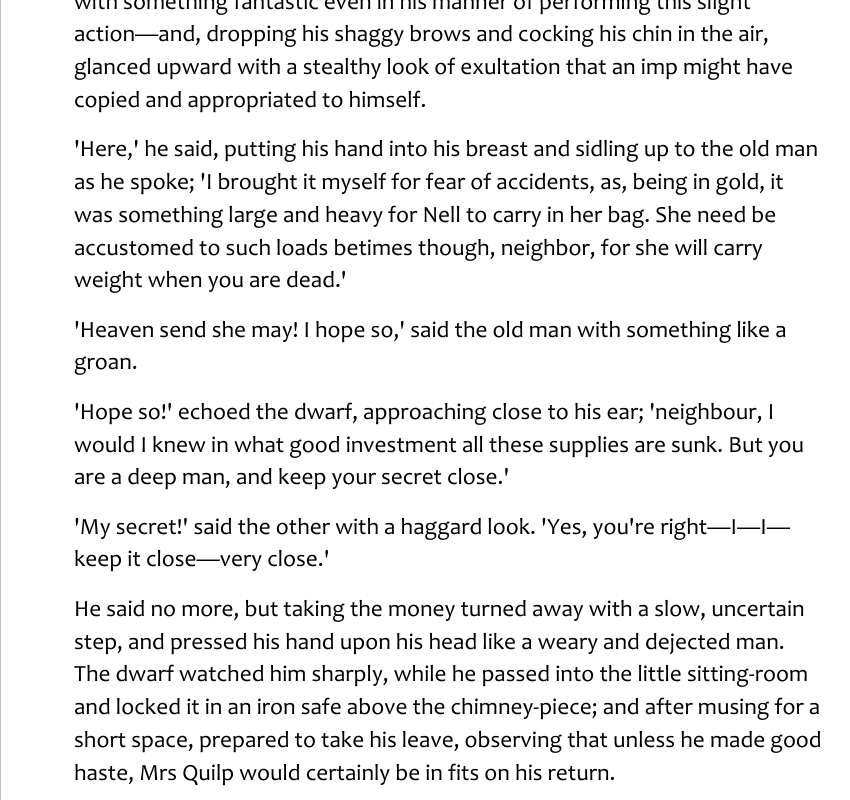 with something fantastic even in his manner of performing this slight
action—and, dropping his shaggy brows and cocking his chin in the air,
glanced upward with a stealthy look of exultation that an imp might have
copied and appropriated to himself.
'Here,' he said, putting his hand into his breast and sidling up to the old man
as he spoke; 'I brought it myself for fear of accidents, as, being in gold, it
was something large and heavy for Nell to carry in her bag. She need be
accustomed to such loads betimes though, neighbor, for she will carry
weight when you are dead.'
'Heaven send she may! I hope so,' said the old man with something like a
groan.
'Hope so!' echoed the dwarf, approaching close to his ear; 'neighbour, I
would I knew in what good investment all these supplies are sunk. But you
are a deep man, and keep your secret close.'
'My secret!' said the other with a haggard look. 'Yes, you're right—I—I—
keep it close—very close.'
He said no more, but taking the money turned away with a slow, uncertain
step, and pressed his hand upon his head like a weary and dejected man.
The dwarf watched him sharply, while he passed into the little sitting-room
and locked it in an iron safe above the chimney-piece; and after musing for a
short space, prepared to take his leave, observing that unless he made good
haste, Mrs Quilp would certainly be in fits on his return.